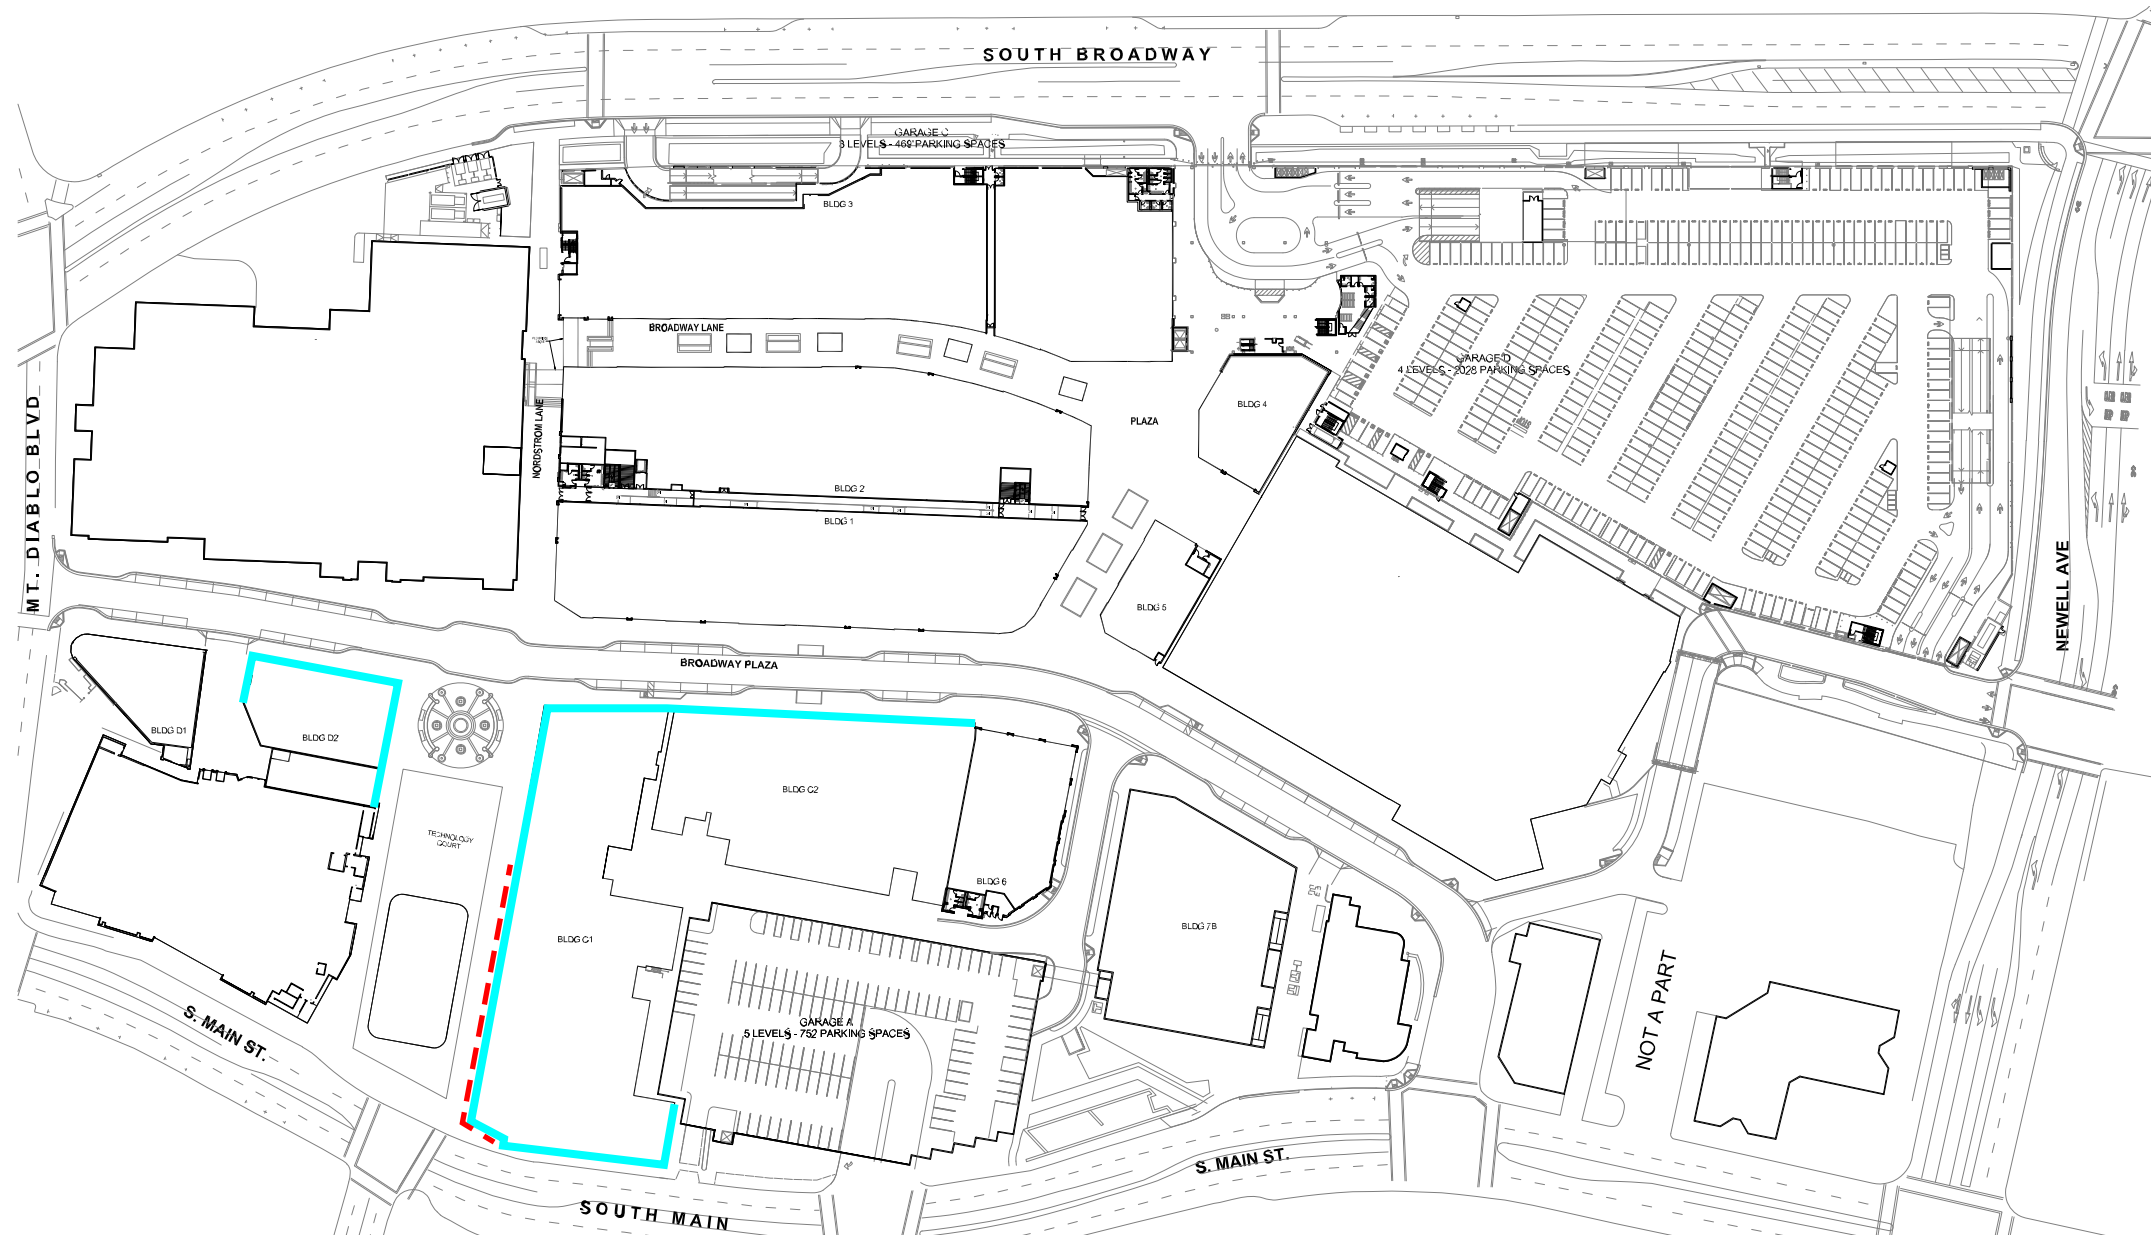 SOUTH BROADWAY
GARAGE C
3 LEVELS - 469 PARKING SPACES
BLDG 3
BROADWAY LANE
GARAGE D
4 LEVELS - 2028 PARKING SPACES
BLDG 4
PLAZA
MT. DIABLO BLVD
NORDSTROM LANE
STOP
BLDG 2
BLDG 1
BLDG 5
NEWELL AVE
BROADWAY PLAZA
BLDG D1
BLDG D2
BLDG C2
TECHNOLOGY
COURT
BLDG 6
BLDG 7B
BLDG C1
NOT A PART
GARAGE A
5 LEVELS - 752 PARKING SPACES
S. MAIN ST.
S. MAIN ST.
SOUTH MAIN